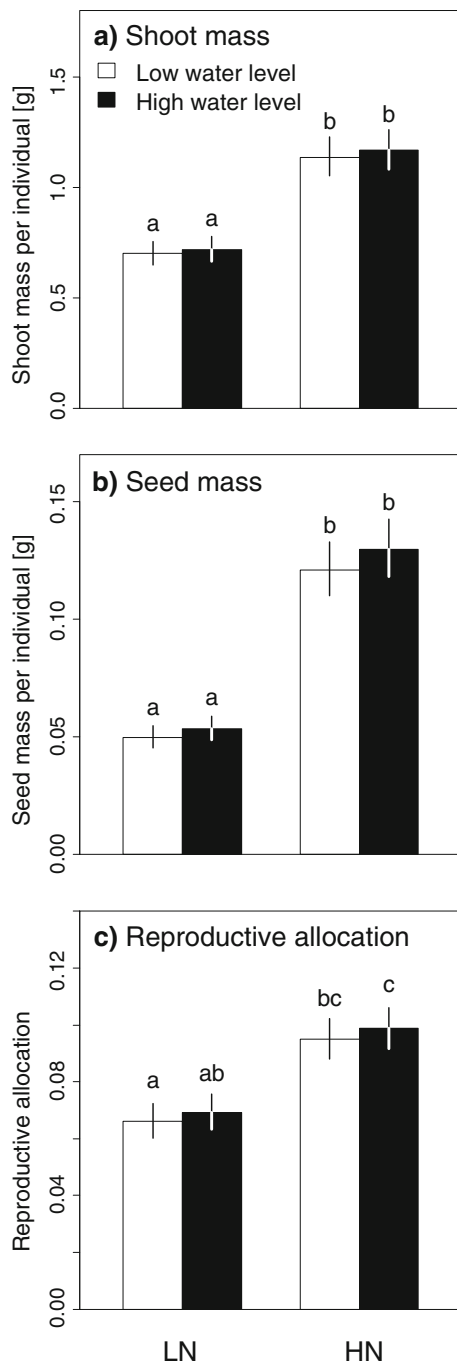 a) Shoot mass
Low water level
High water level
Shoot mass per individual [g]
0.0 0.5 1.0 1.5
a a b b
b) Seed mass
Seed mass per individual [g]
0.00 0.05 0.10 0.15
a a b b
c) Reproductive allocation
Reproductive allocation
0.00 0.04 0.08 0.12
a ab bc c
LN HN